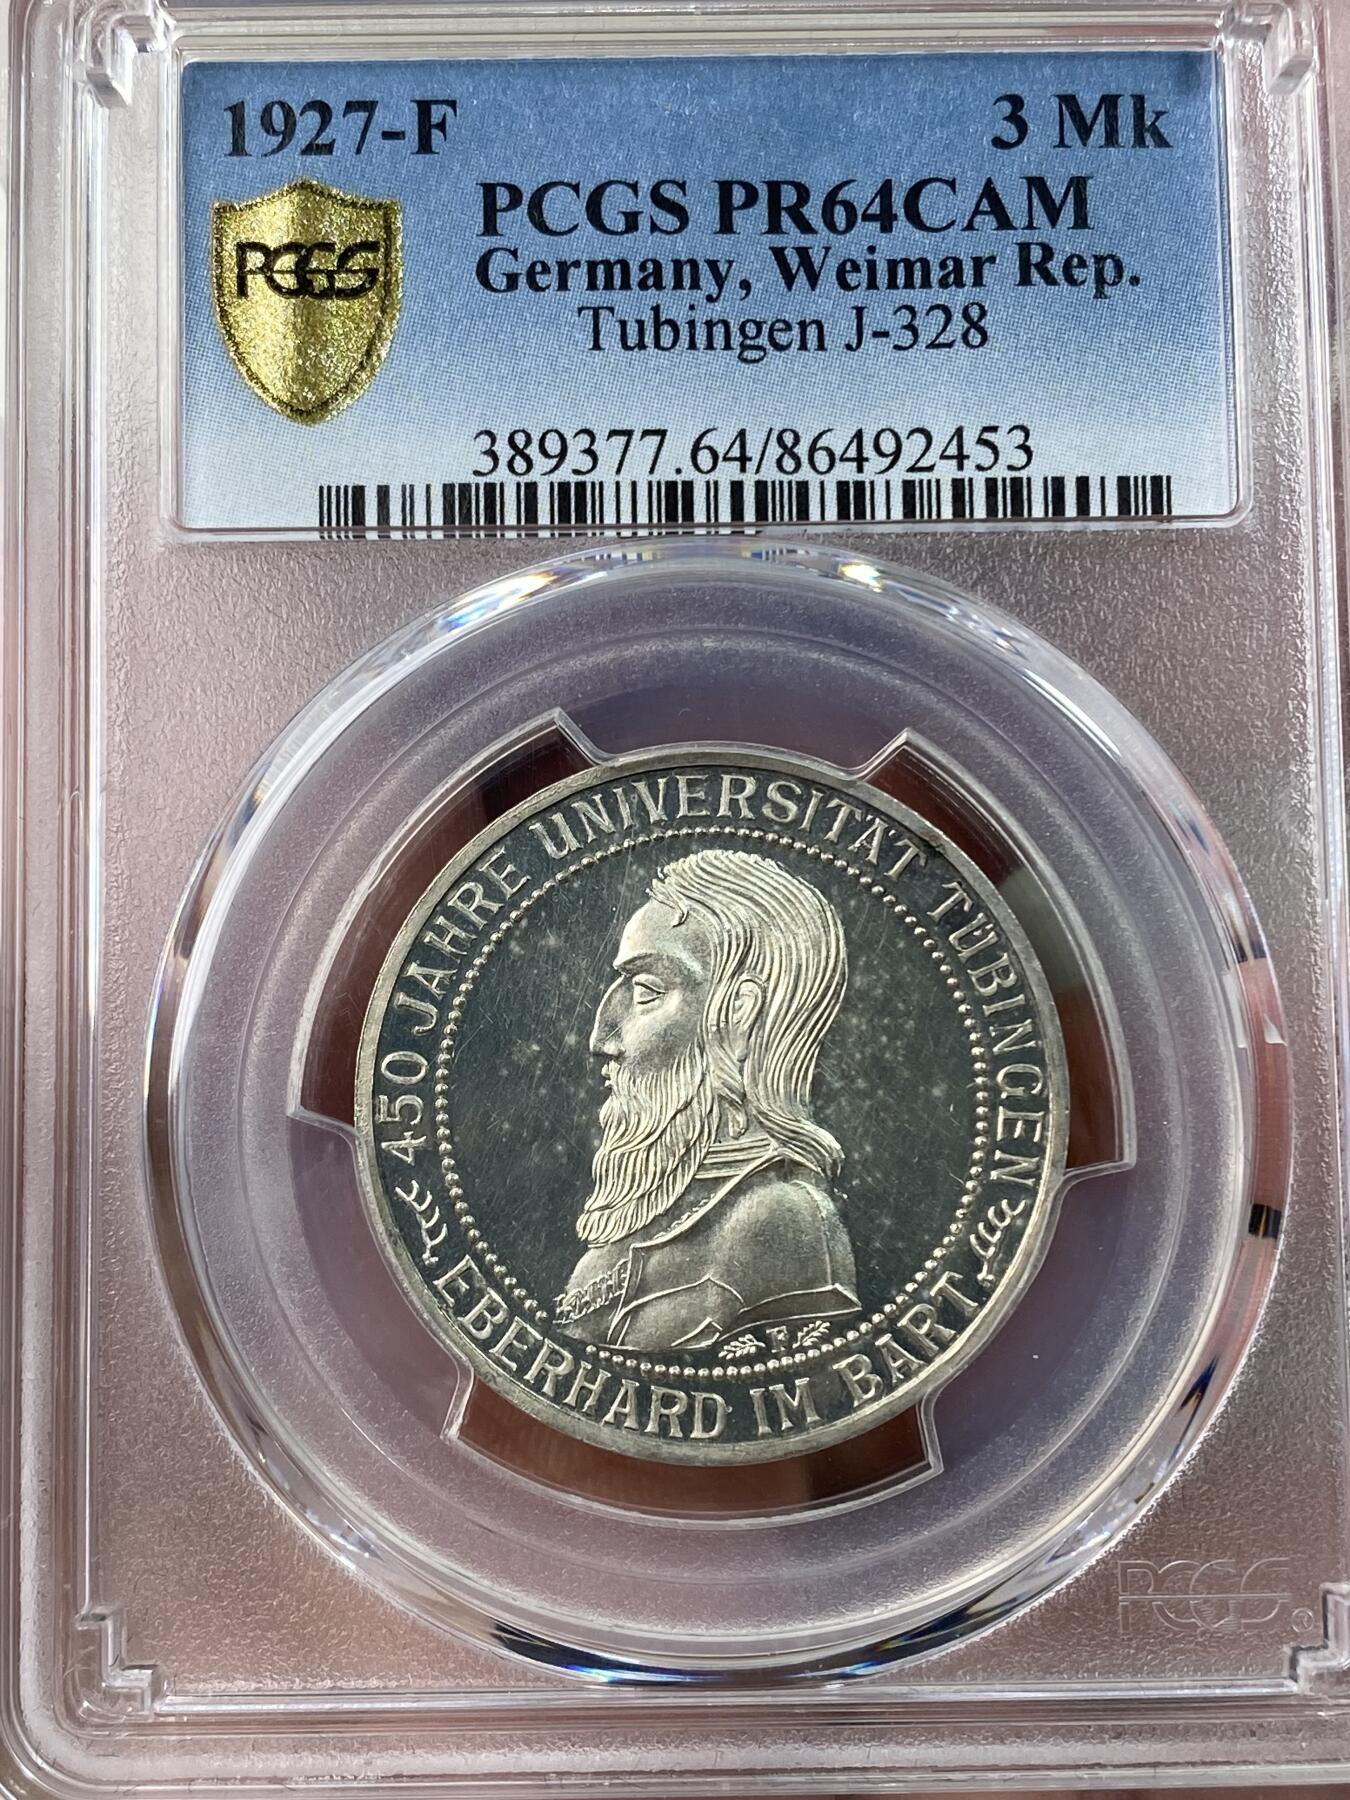 1927-F 3 Mk
PCGS PR64CAM
PCGS Germany, Weimar Rep.
Tubingen J-328
389377.64/86492453
450 JAHRE UNIVERSITÄT TÜBINGEN
F
EBERHARD IM BART
PCGS